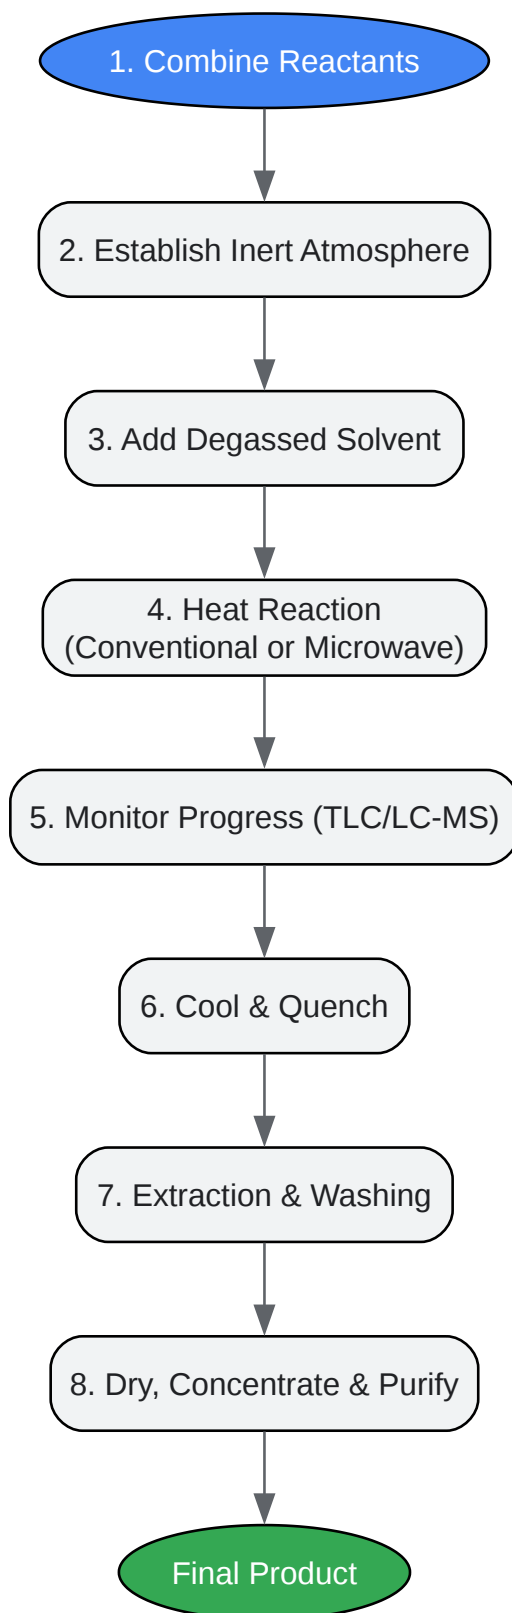 1. Combine Reactants
2. Establish Inert Atmosphere
3. Add Degassed Solvent
4. Heat Reaction
(Conventional or Microwave)
5. Monitor Progress (TLC/LC-MS)
6. Cool & Quench
7. Extraction & Washing
8. Dry, Concentrate & Purify
Final Product